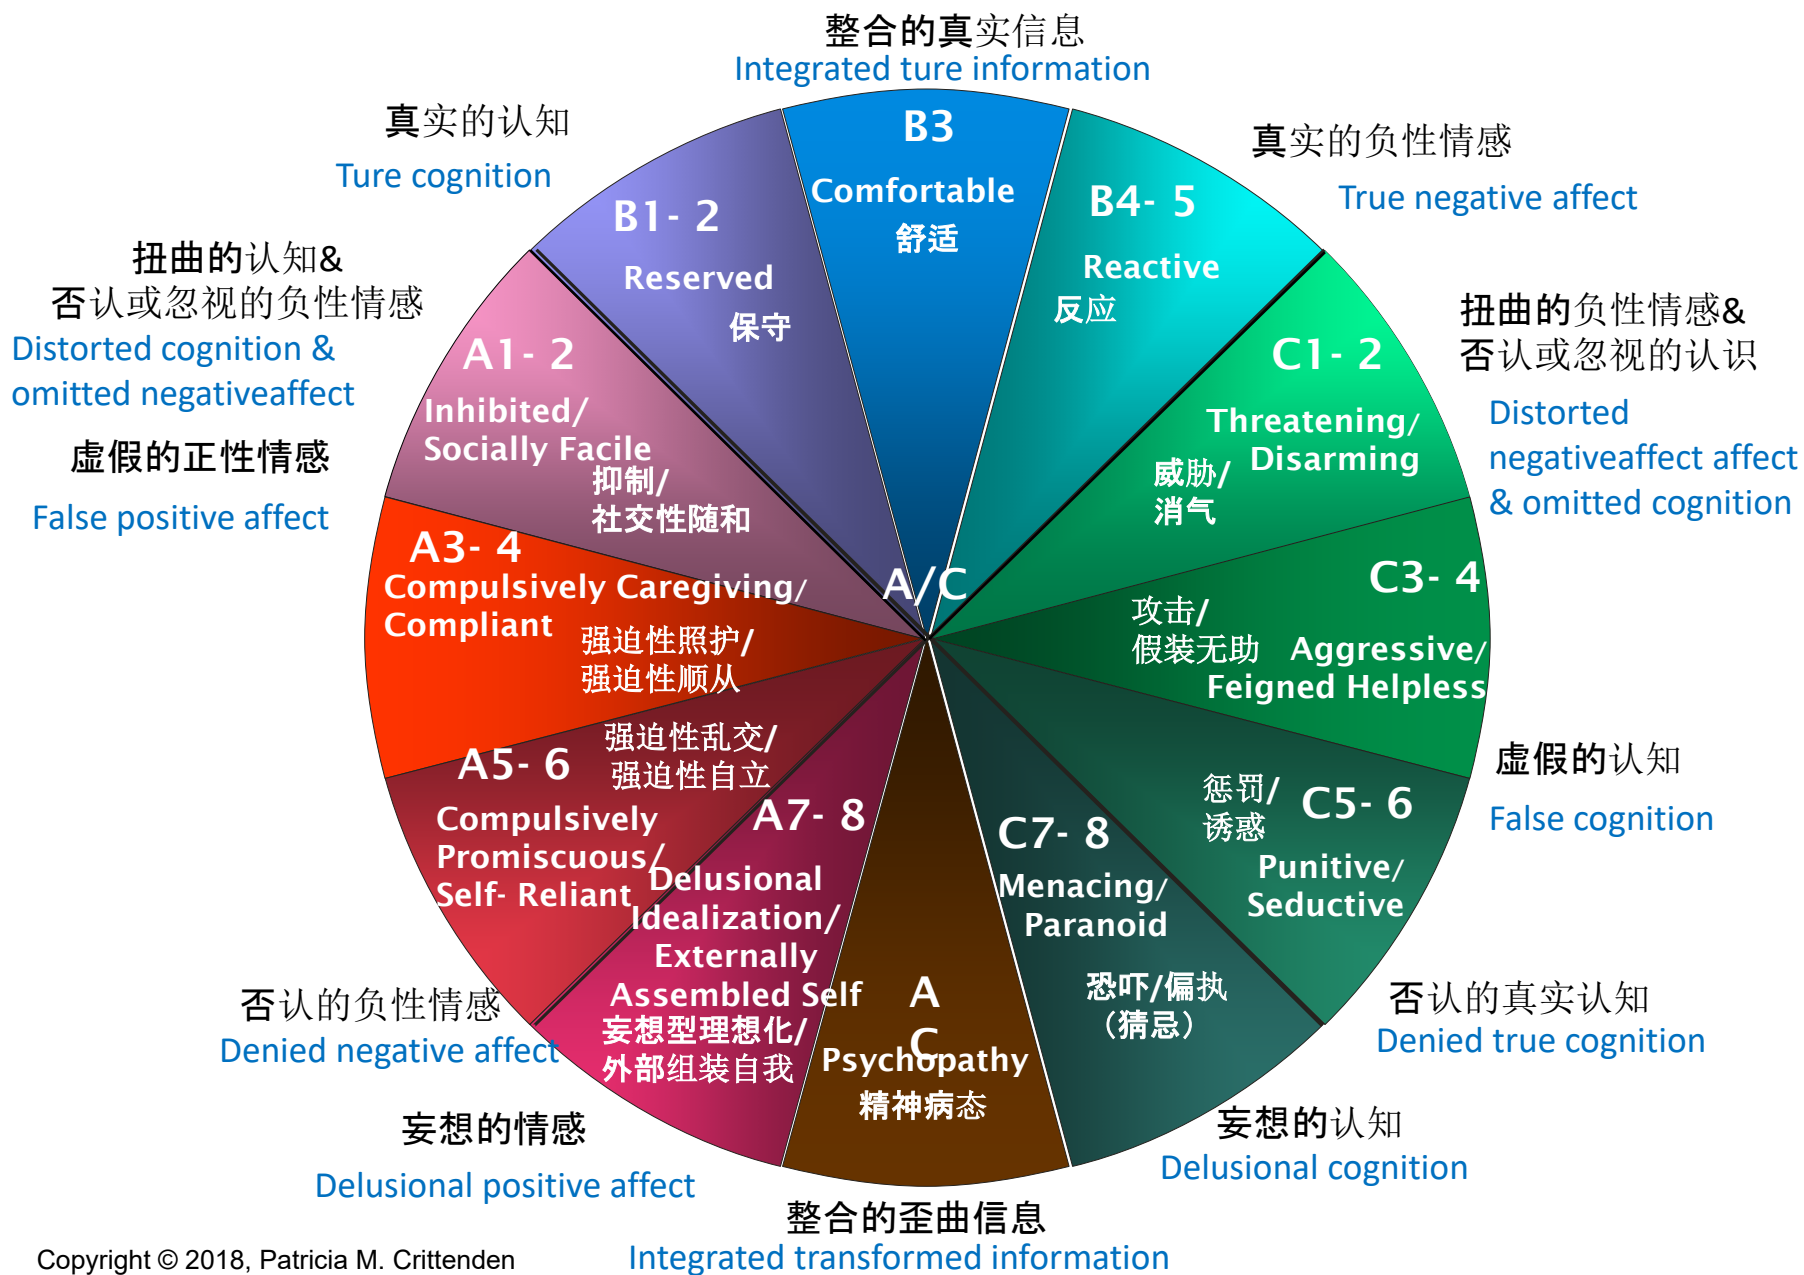 整合的真实信息
Integrated ture information
真实的认知
Ture cognition
真实的负性情感
True negative affect
B3
Comfortable
舒适
B1- 2
Reserved
保守
B4- 5
Reactive
反应
扭曲的认知&
否认或忽视的负性情感
Distorted cognition &
omitted negativeaffect
虚假的正性情感
False positive affect
A1- 2
Inhibited/
Socially Facile
抑制/
社交性随和
C1- 2
Threatening/
Disarming
威胁/
消气
扭曲的负性情感&
否认或忽视的认识
Distorted
negativeaffect affect
& omitted cognition
A3- 4
Compulsively Caregiving/
Compliant
强迫性照护/
强迫性顺从
A/C
C3- 4
攻击/
假装无助
Aggressive/
Feigned Helpless
A5- 6
强迫性乱交/
强迫性自立
Compulsively
Promiscuous/
Self- Reliant
A7- 8
Delusional
Idealization/
Externally
Assembled Self
妄想型理想化/
外部组装自我
A
C
Psychopathy
精神病态
C7- 8
Menacing/
Paranoid
恐吓/偏执
（猜忌）
惩罚/
诱惑
C5- 6
Punitive/
Seductive
虚假的认知
False cognition
否认的负性情感
Denied negative affect
否认的真实认知
Denied true cognition
妄想的情感
Delusional positive affect
妄想的认知
Delusional cognition
整合的歪曲信息
Integrated transformed information
Copyright © 2018, Patricia M. Crittenden